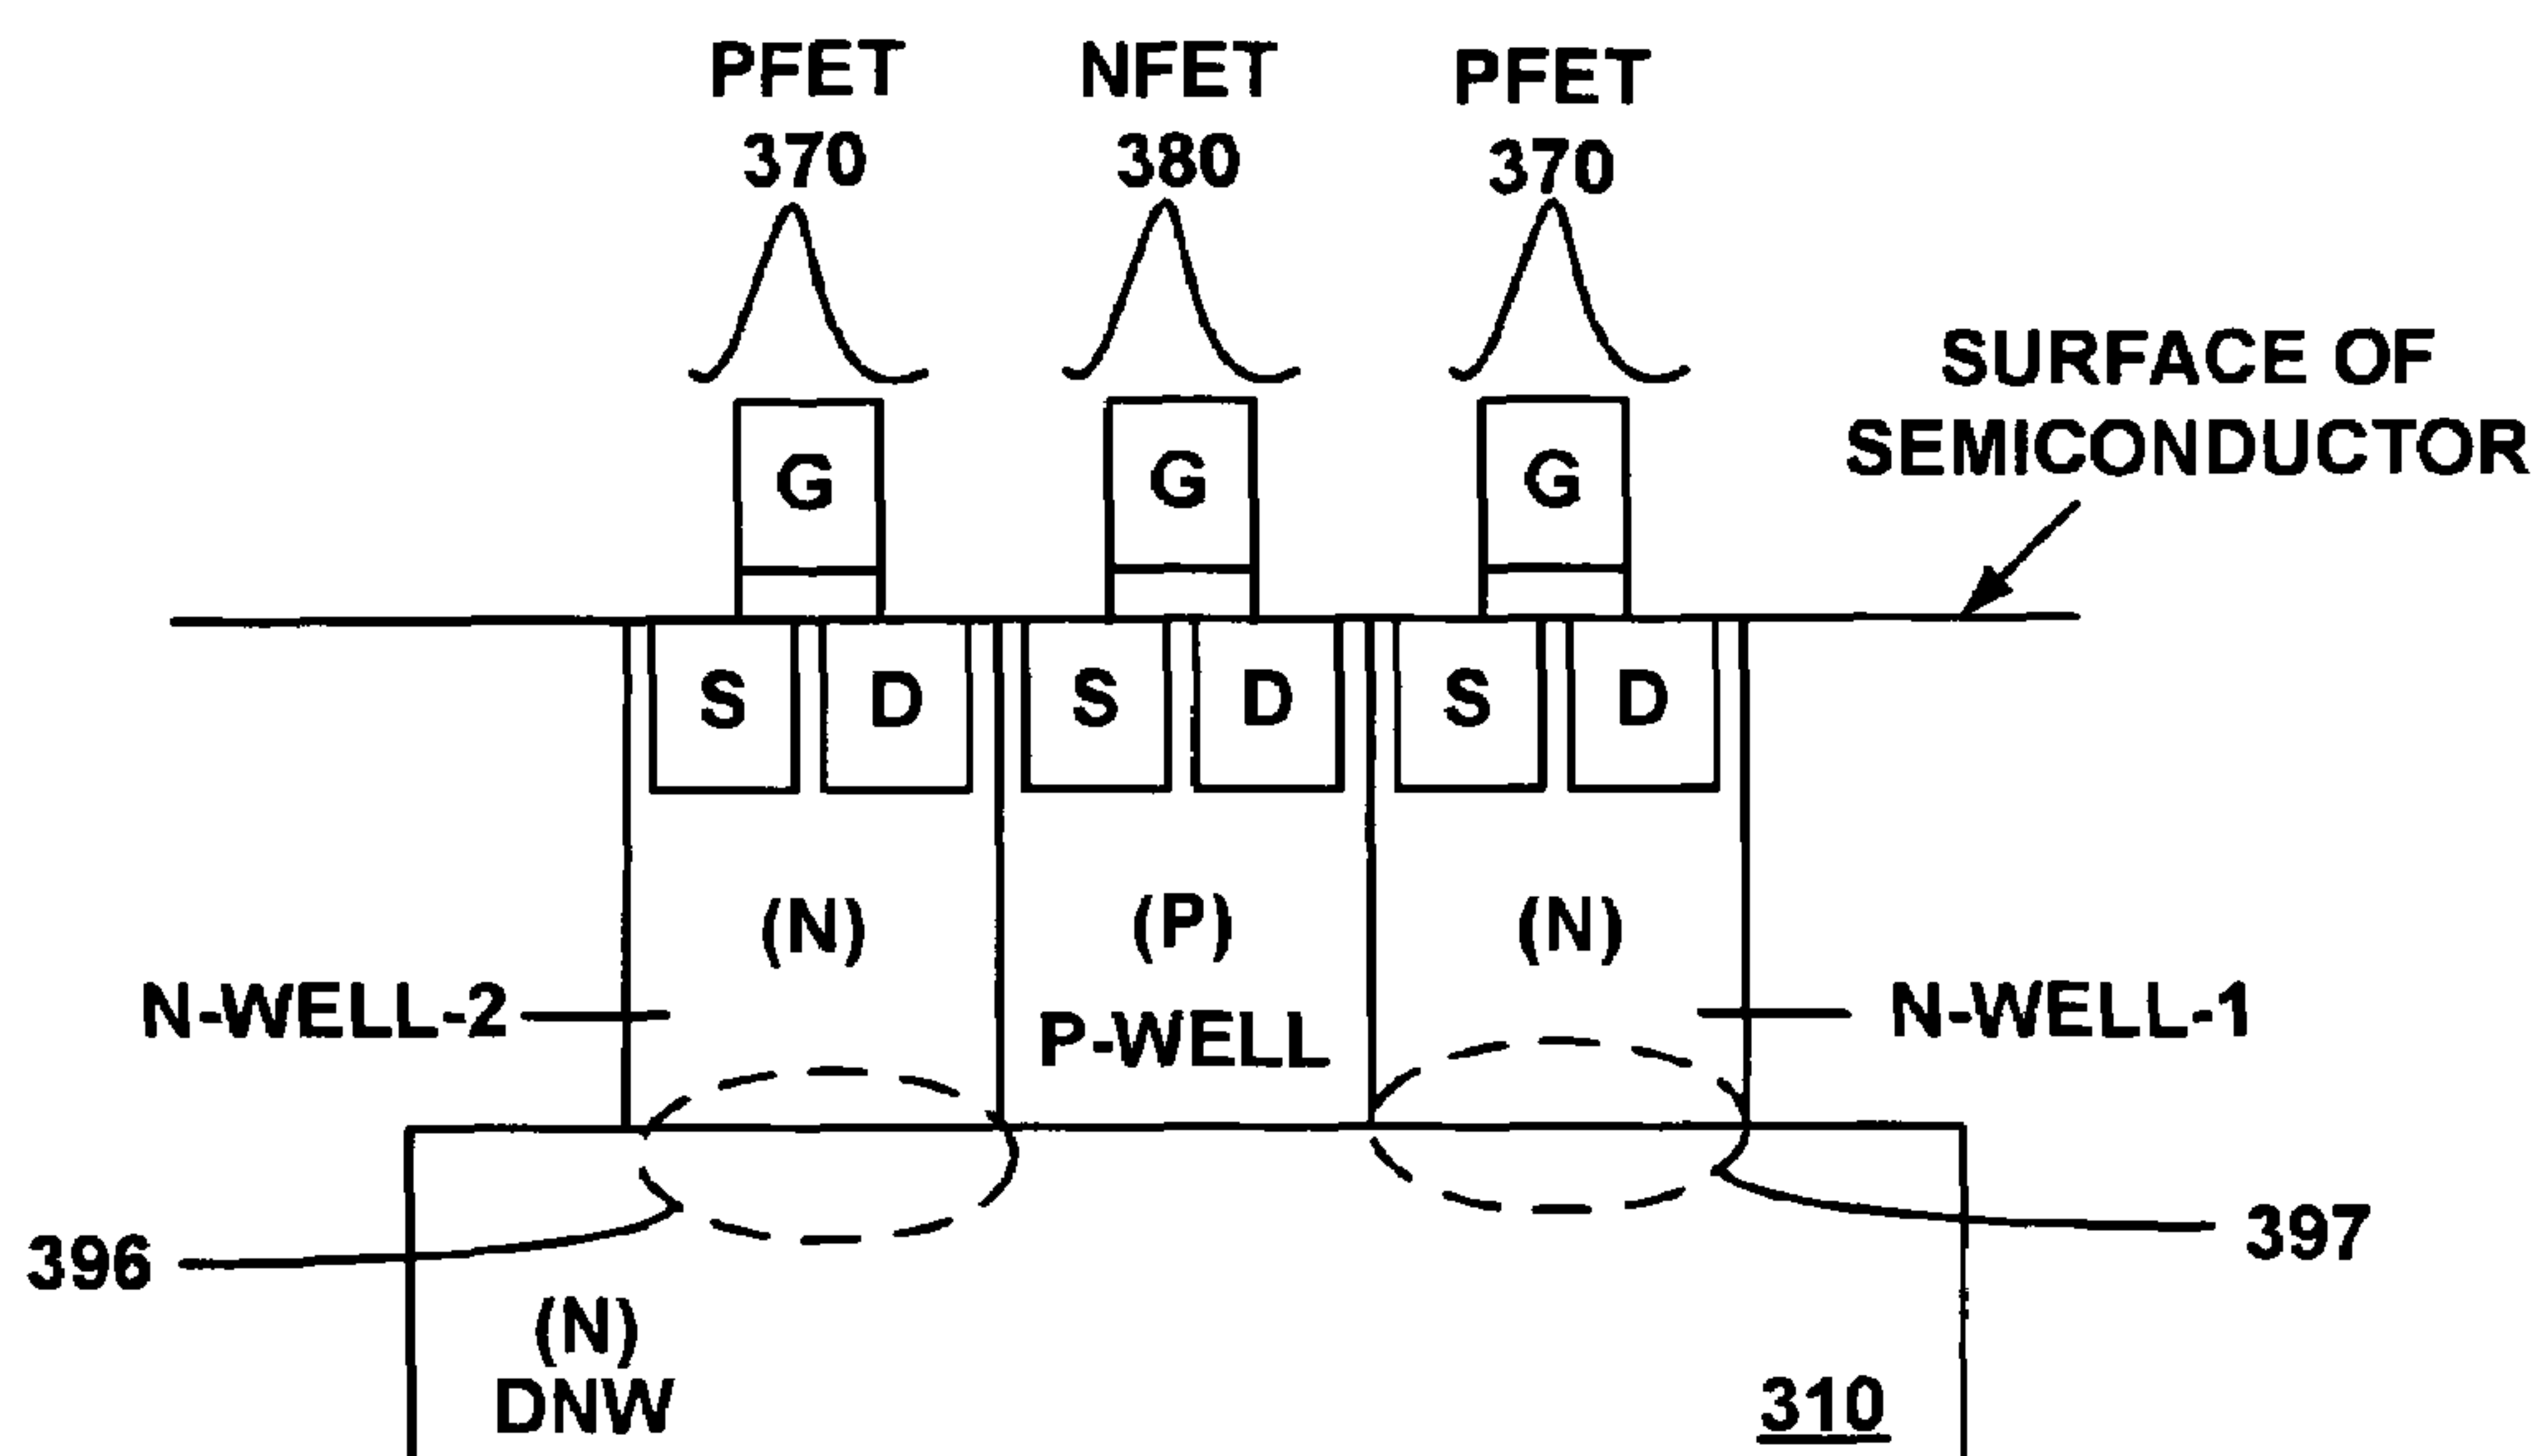 PFET
370
NFET
380
PFET
370
SURFACE OF
SEMICONDUCTOR
G
G
G
S
D
S
D
S
D
(N)
(P)
(N)
N-WELL-2
P-WELL
N-WELL-1
396
397
(N)
DNW
310